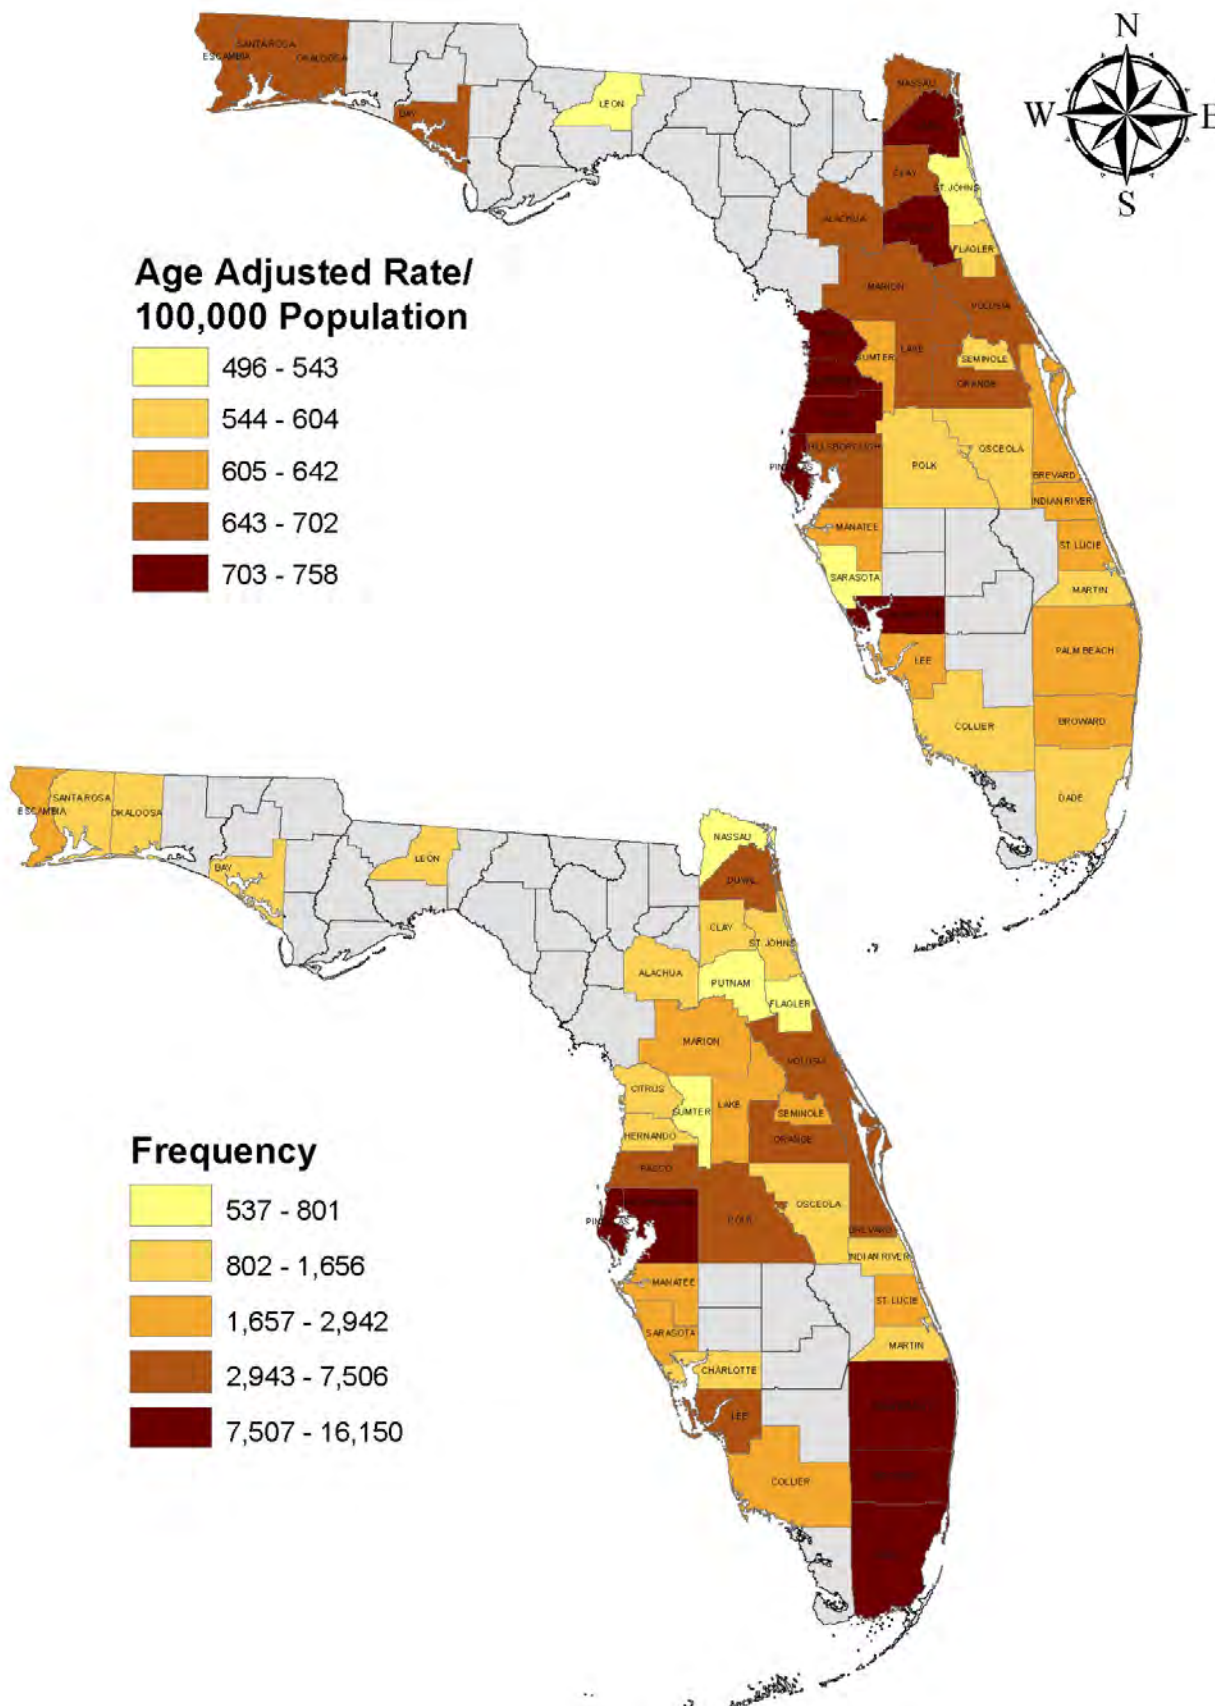 N
W
E
S
SANTA ROSA
ESCAMBIA
OKALOOSA
BAY
LEON
NASSAU
CLAY
ST. JOHNS
ALACHUA
FLAGLER
MARION
VOLUSIA
SUMTER
LAKE
SEMINOLE
ORANGE
HILLSBOROUGH
PINELLAS
POLK
OSCEOLA
BREVARD
INDIAN RIVER
MANATEE
ST. LUCIE
SARASOTA
MARTIN
LEE
PALM BEACH
COLLIER
BROWARD
DADE
Age Adjusted Rate/
100,000 Population
496 - 543
544 - 604
605 - 642
643 - 702
703 - 758
SANTA ROSA
ESCAMBIA
OKALOOSA
BAY
LEON
NASSAU
DUVAL
CLAY
ST. JOHNS
ALACHUA
PUTNAM
FLAGLER
MARION
VOLUSIA
CITRUS
SUMTER
LAKE
SEMINOLE
HERNANDO
ORANGE
PASCO
PINELLAS
POLK
OSCEOLA
BREVARD
INDIAN RIVER
MANATEE
ST. LUCIE
SARASOTA
MARTIN
CHARLOTTE
LEE
COLLIER
Frequency
537 - 801
802 - 1,656
1,657 - 2,942
2,943 - 7,506
7,507 - 16,150